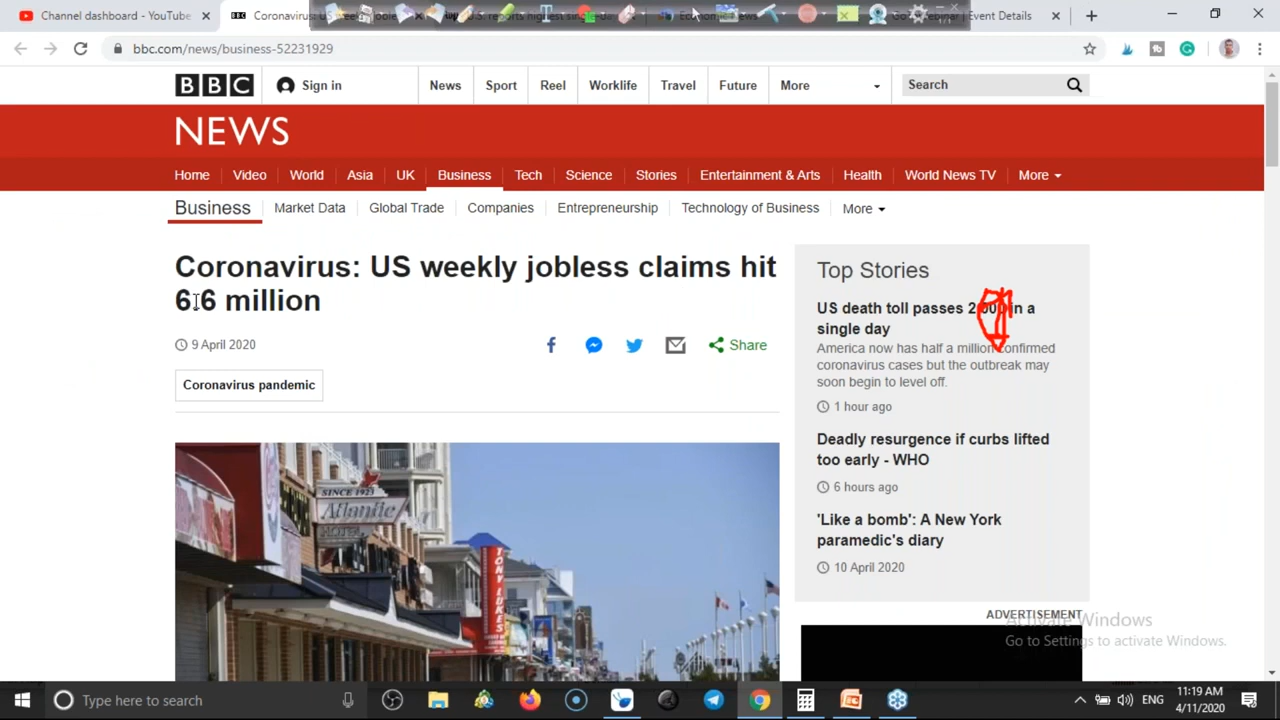 Channel dashboard - YouTube
Event Details
bbc.com/news/business-52231929
BBC
Sign in
News
Sport
Reel
Worklife
Travel
Future
More
Search
NEWS
Home
Video
World
Asia
UK
Business
Tech
Science
Stories
Entertainment & Arts
Health
World News TV
More
Business
Market Data
Global Trade
Companies
Entrepreneurship
Technology of Business
More
Coronavirus: US weekly jobless claims hit
6.6 million
9 April 2020
Share
Coronavirus pandemic
SINCE 1923
Atlantic
HOTEL
TONY LUKE'S
Top Stories
US death toll passes 2,000 in a
single day
America now has half a million confirmed
coronavirus cases but the outbreak may
soon begin to level off.
1 hour ago
Deadly resurgence if curbs lifted
too early - WHO
6 hours ago
'Like a bomb': A New York
paramedic's diary
10 April 2020
ADVERTISEMENT
Activate Windows
Go to Settings to activate Windows.
Type here to search
ENG
11:19 AM
4/11/2020